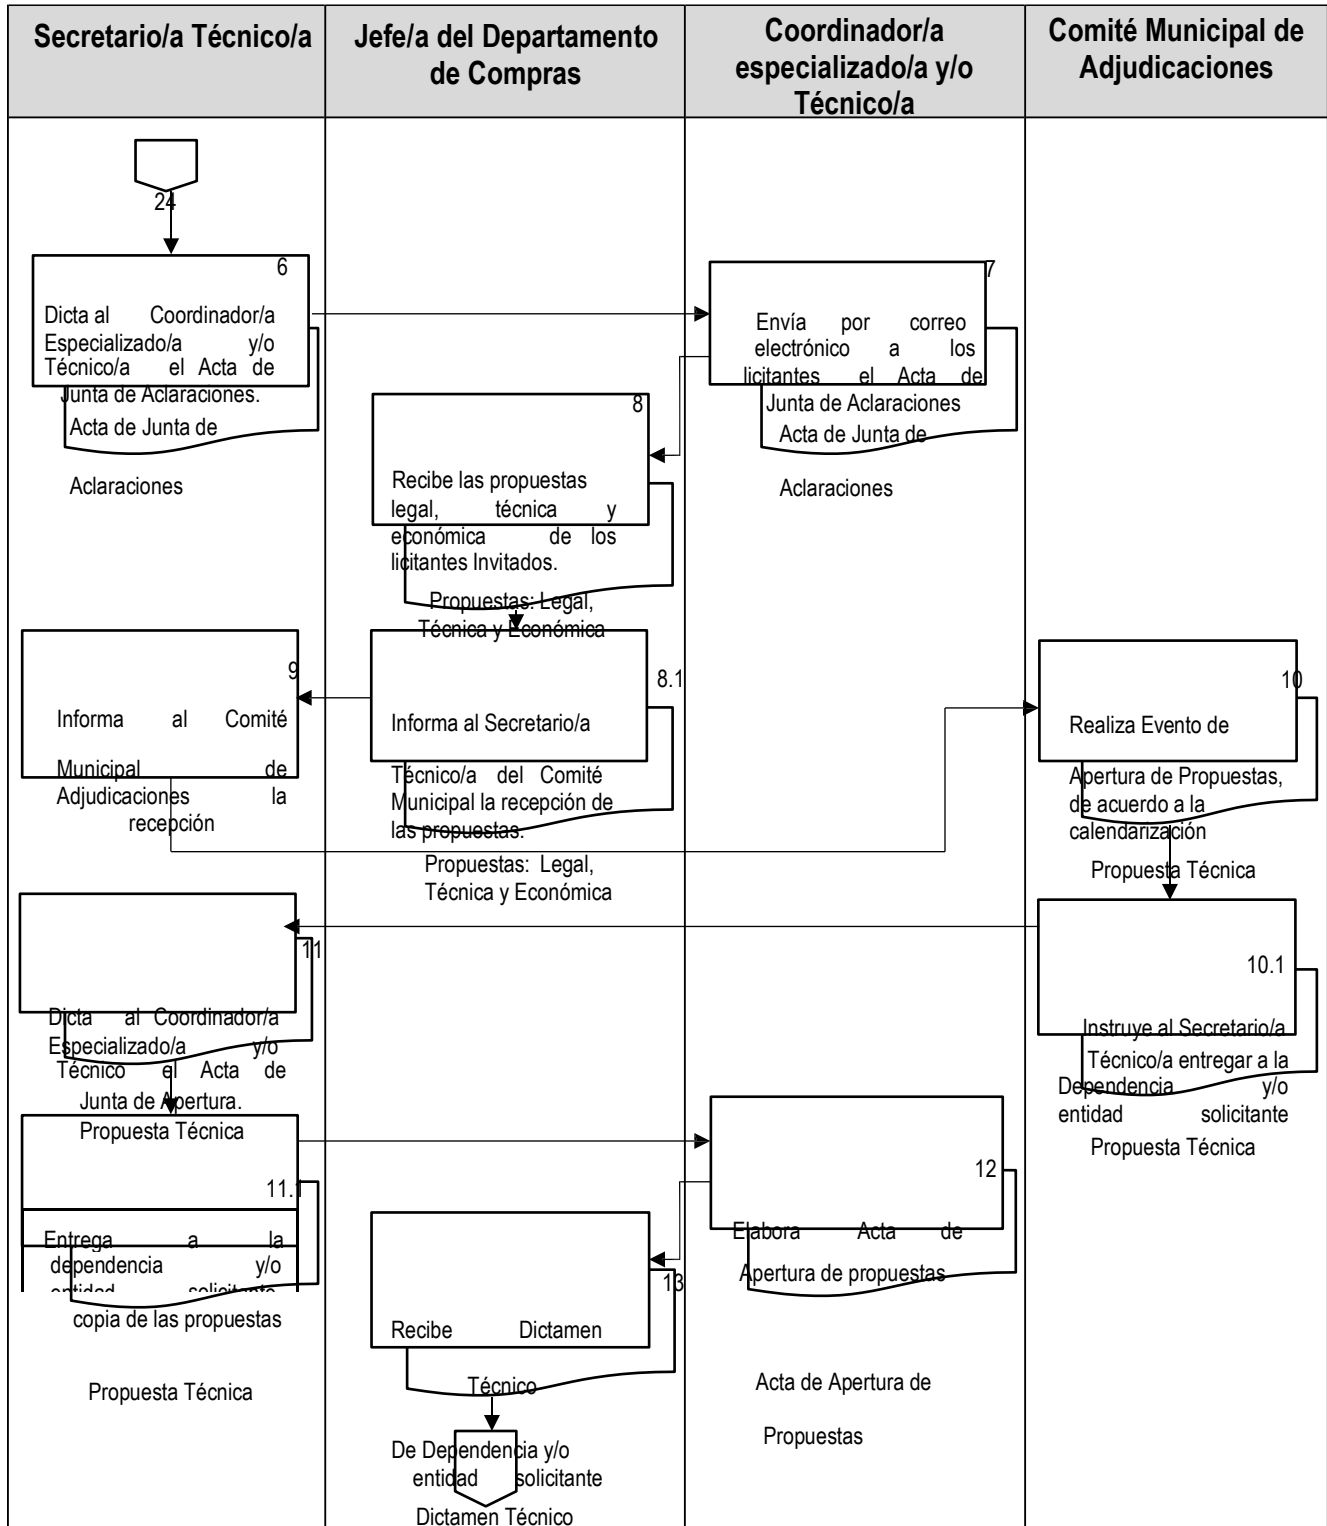 Secretario/a Técnico/a
Jefe/a del Departamento
de Compras
Coordinador/a
especializado/a y/o
Técnico/a
Comité Municipal de
Adjudicaciones
24
6
Dicta al Coordinador/a
Especializado/a y/o
Técnico/a el Acta de
Junta de Aclaraciones.
Acta de Junta de
Aclaraciones
7
Envía por correo
electrónico a los
licitantes el Acta de
Junta de Aclaraciones
Acta de Junta de
Aclaraciones
8
Recibe las propuestas
legal, técnica y
económica de los
licitantes Invitados.
Propuestas: Legal,
Técnica y Económica
8.1
Informa al Secretario/a
Técnico/a del Comité
Municipal la recepción de
las propuestas.
Propuestas: Legal,
Técnica y Económica
9
Informa al Comité
Municipal de
Adjudicaciones la
recepción
10
Realiza Evento de
Apertura de Propuestas,
de acuerdo a la
calendarización
Propuesta Técnica
10.1
Instruye al Secretario/a
Técnico/a entregar a la
Dependencia y/o
entidad solicitante
Propuesta Técnica
11
Dicta al Coordinador/a
Especializado/a y/o
Técnico el Acta de
Junta de Apertura.
Propuesta Técnica
11.1
Entrega a la
dependencia y/o
entidad solicitante
copia de las propuestas
Propuesta Técnica
12
Elabora Acta de
Apertura de propuestas
Acta de Apertura de
Propuestas
13
Recibe Dictamen
Técnico
De Dependencia y/o
entidad solicitante
Dictamen Técnico